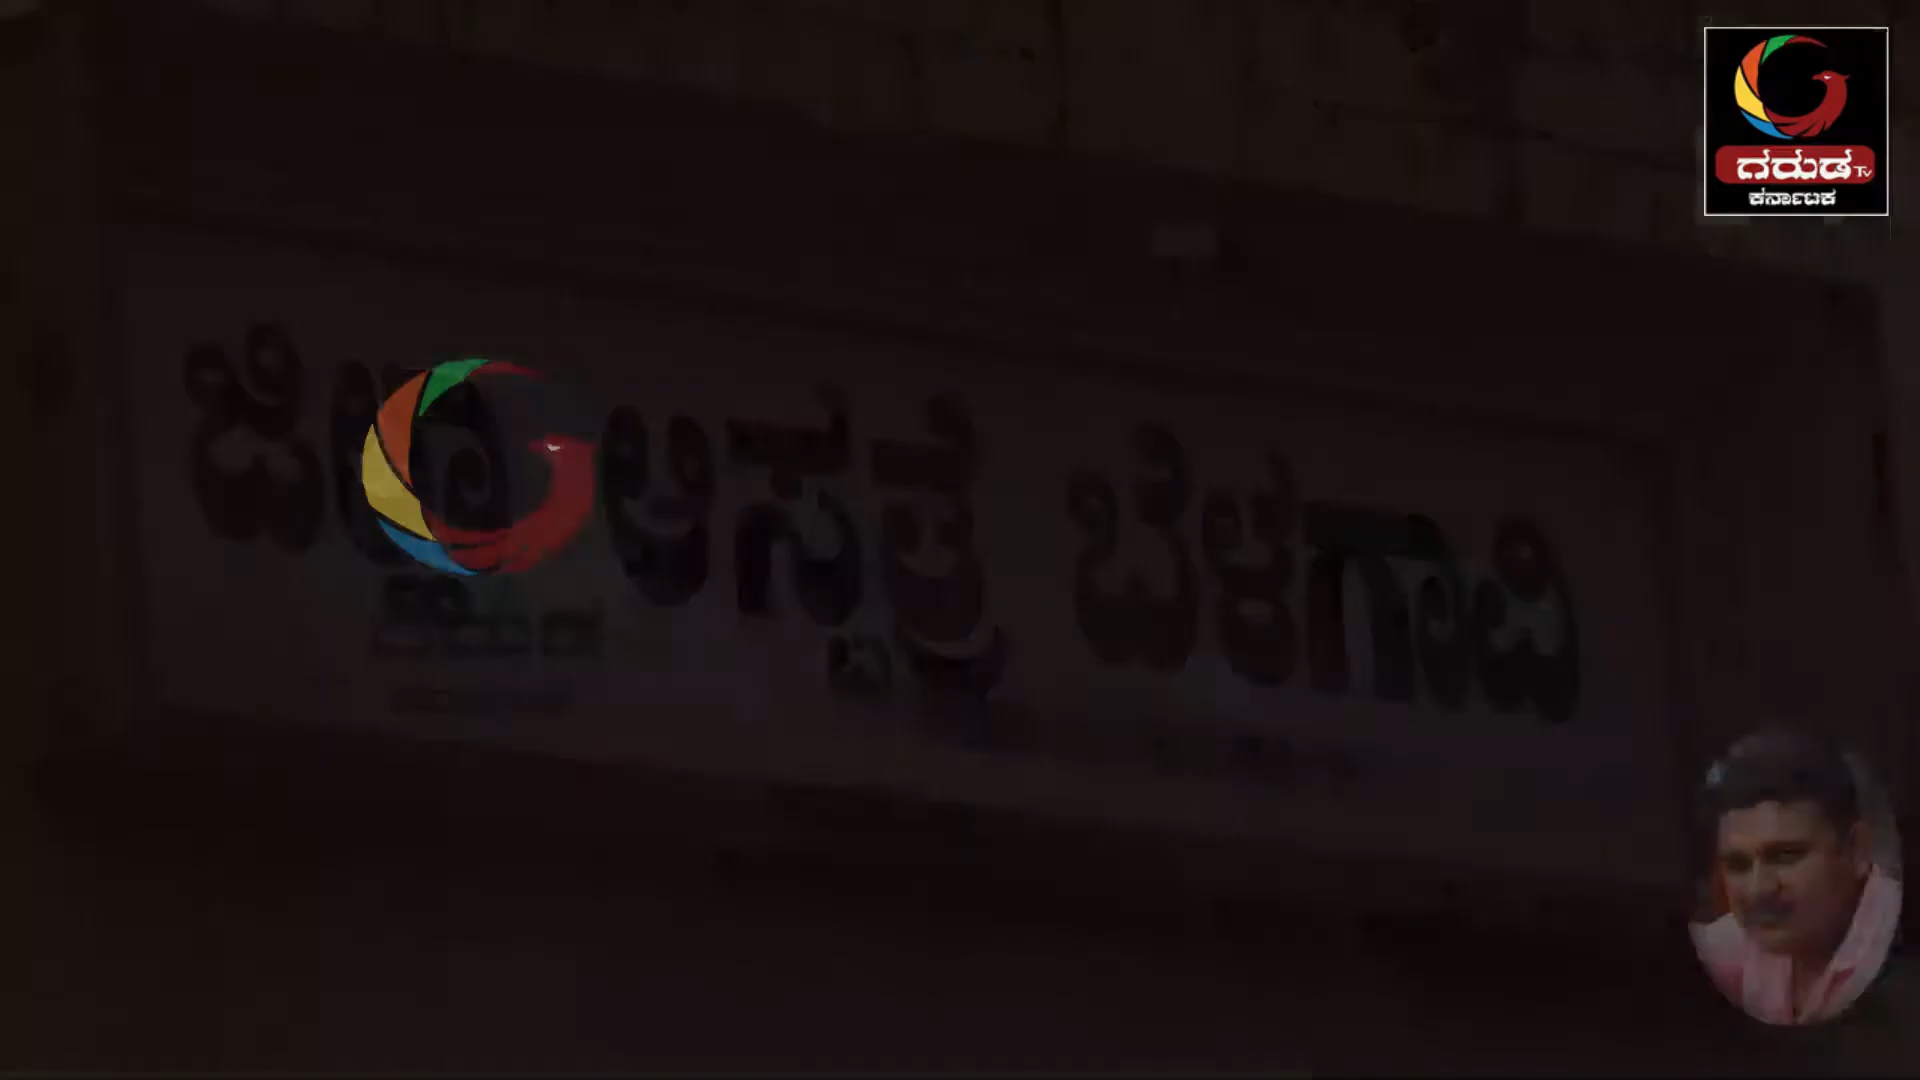 ಗರುಡ Tv
ಕರ್ನಾಟಕ
ಜಿಲ್ಲಾ ಆಸ್ಪತ್ರೆ ಬೆಳಗಾವಿ